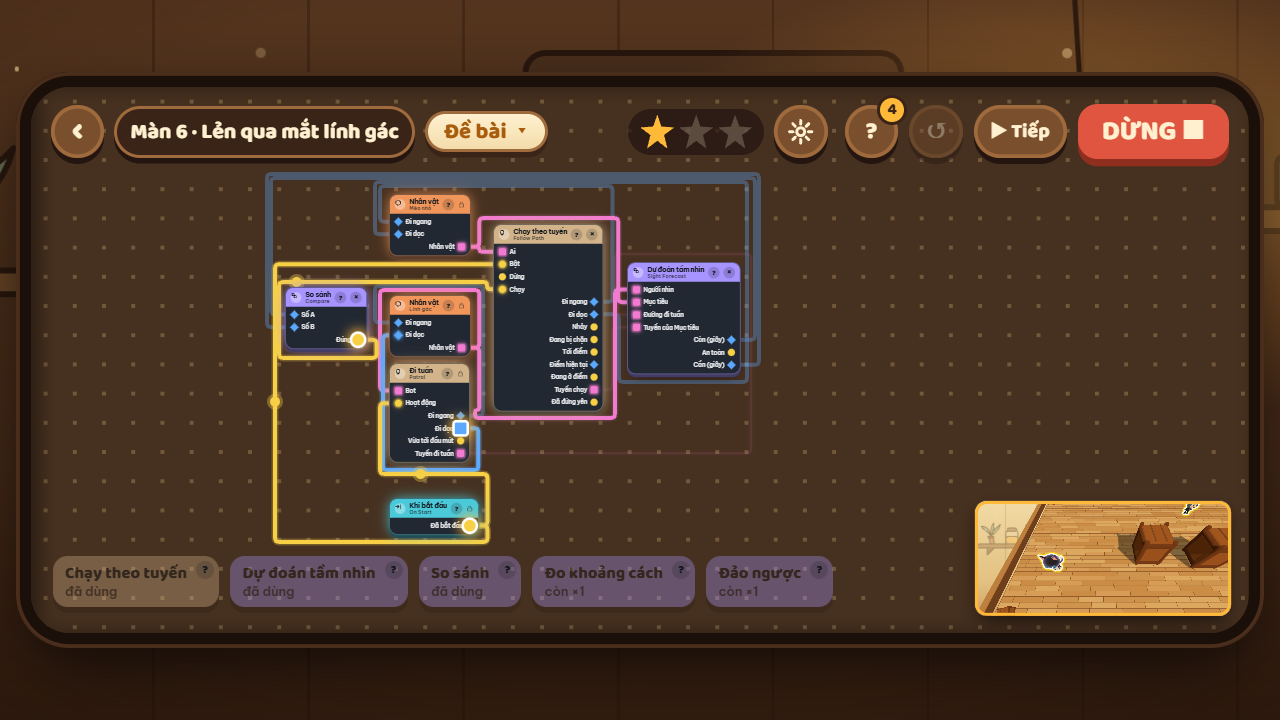 Màn 6 · Lẻn qua mắt lính gác
Đề bài
4
?
Tiếp
DỪNG
Nhân vật
Mèo nhỏ
Đi ngang
Đi dọc
Nhân vật
Chạy theo tuyến
Follow Path
Ai
Bật
Dừng
Chạy
Đi ngang
Đi dọc
Nhảy
Đang bị chặn
Tới điểm
Điểm hiện tại
Đang ở điểm
Tuyến chạy
Đã đứng yên
Dự đoán tầm nhìn
Sight Forecast
Người nhìn
Mục tiêu
Đường đi tuần
Tuyến của Mục tiêu
Còn (giây)
An toàn
Cần (giây)
So sánh
Compare
Số A
Số B
Đúng
Nhân vật
Lính gác
Đi ngang
Đi dọc
Nhân vật
Đi tuần
Patrol
Bot
Hoạt động
Đi ngang
Đi dọc
Vừa tới đầu mút
Tuyến đi tuần
Khi bắt đầu
On Start
Đã bắt đầu
Chạy theo tuyến ?
đã dùng
Dự đoán tầm nhìn ?
đã dùng
So sánh ?
đã dùng
Đo khoảng cách ?
còn ×1
Đảo ngược ?
còn ×1